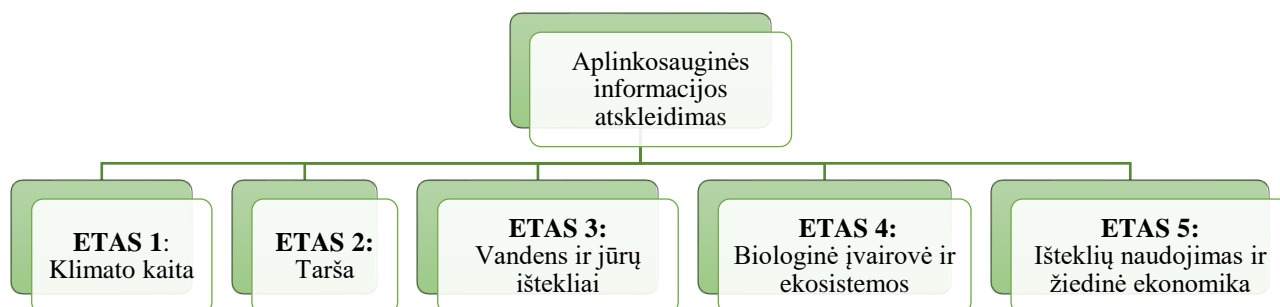 Aplinkosauginės
informacijos
atskleidimas
ETAS 1:
Klimato kaita
ETAS 2:
Tarša
ETAS 3:
Vandens ir jūrų
ištekliai
ETAS 4:
Biologinė įvairovė ir
ekosistemos
ETAS 5:
Išteklių naudojimas ir
žiedinė ekonomika